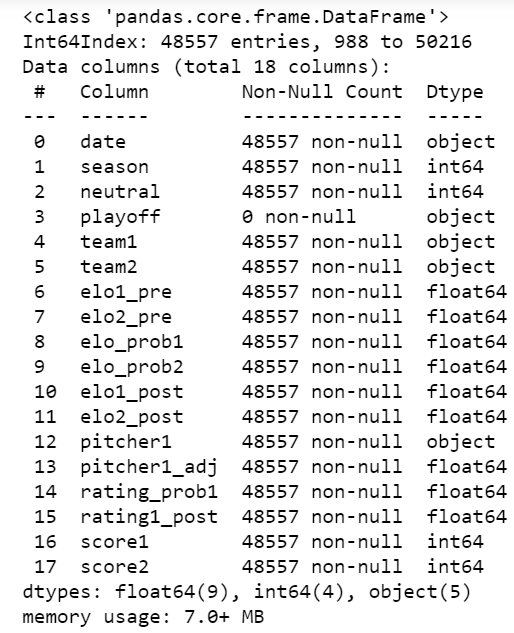 <class 'pandas.core.frame.DataFrame'>
Int64Index: 48557 entries, 988 to 50216
Data columns (total 18 columns):
 #   Column        Non-Null Count  Dtype
---  ------        --------------  -----
 0   date          48557 non-null  object
 1   season        48557 non-null  int64
 2   neutral       48557 non-null  int64
 3   playoff       0 non-null      object
 4   team1         48557 non-null  object
 5   team2         48557 non-null  object
 6   elo1_pre      48557 non-null  float64
 7   elo2_pre      48557 non-null  float64
 8   elo_prob1     48557 non-null  float64
 9   elo_prob2     48557 non-null  float64
 10  elo1_post     48557 non-null  float64
 11  elo2_post     48557 non-null  float64
 12  pitcher1      48557 non-null  object
 13  pitcher1_adj  48557 non-null  float64
 14  rating_prob1  48557 non-null  float64
 15  rating1_post  48557 non-null  float64
 16  score1        48557 non-null  int64
 17  score2        48557 non-null  int64
dtypes: float64(9), int64(4), object(5)
memory usage: 7.0+ MB